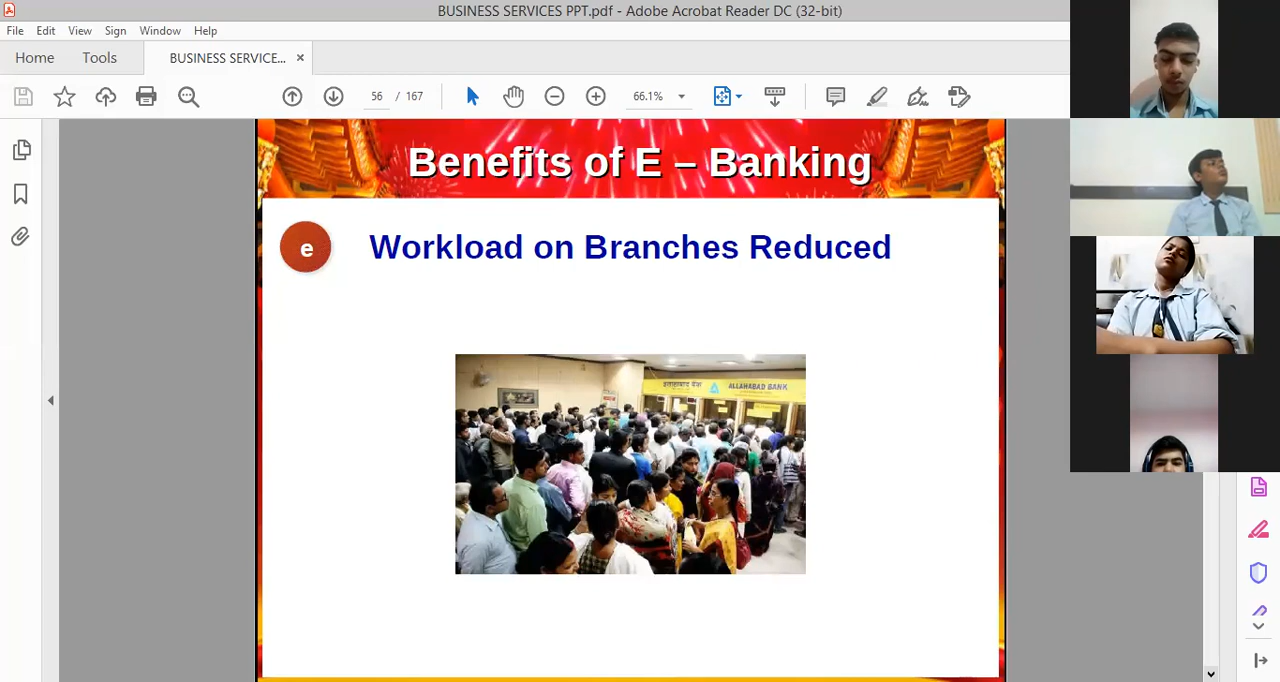 BUSINESS SERVICES PPT.pdf - Adobe Acrobat Reader DC (32-bit)
File Edit View Sign Window Help
Home Tools BUSINESS SERVICE... ×
56 / 167 66.1%
Benefits of E – Banking
e Workload on Branches Reduced
इलाहाबाद बैंक ALLAHABAD BANK